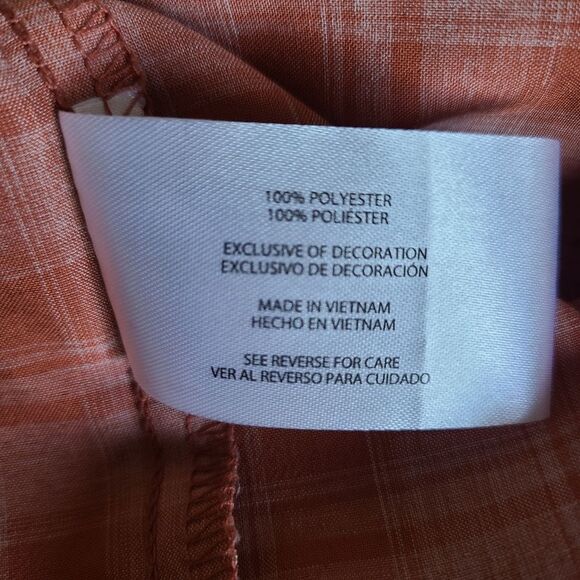 100% POLYESTER
100% POLIÉSTER
EXCLUSIVE OF DECORATION
EXCLUSIVO DE DECORACIÓN
MADE IN VIETNAM
HECHO EN VIETNAM
SEE REVERSE FOR CARE
VER AL REVERSO PARA CUIDADO